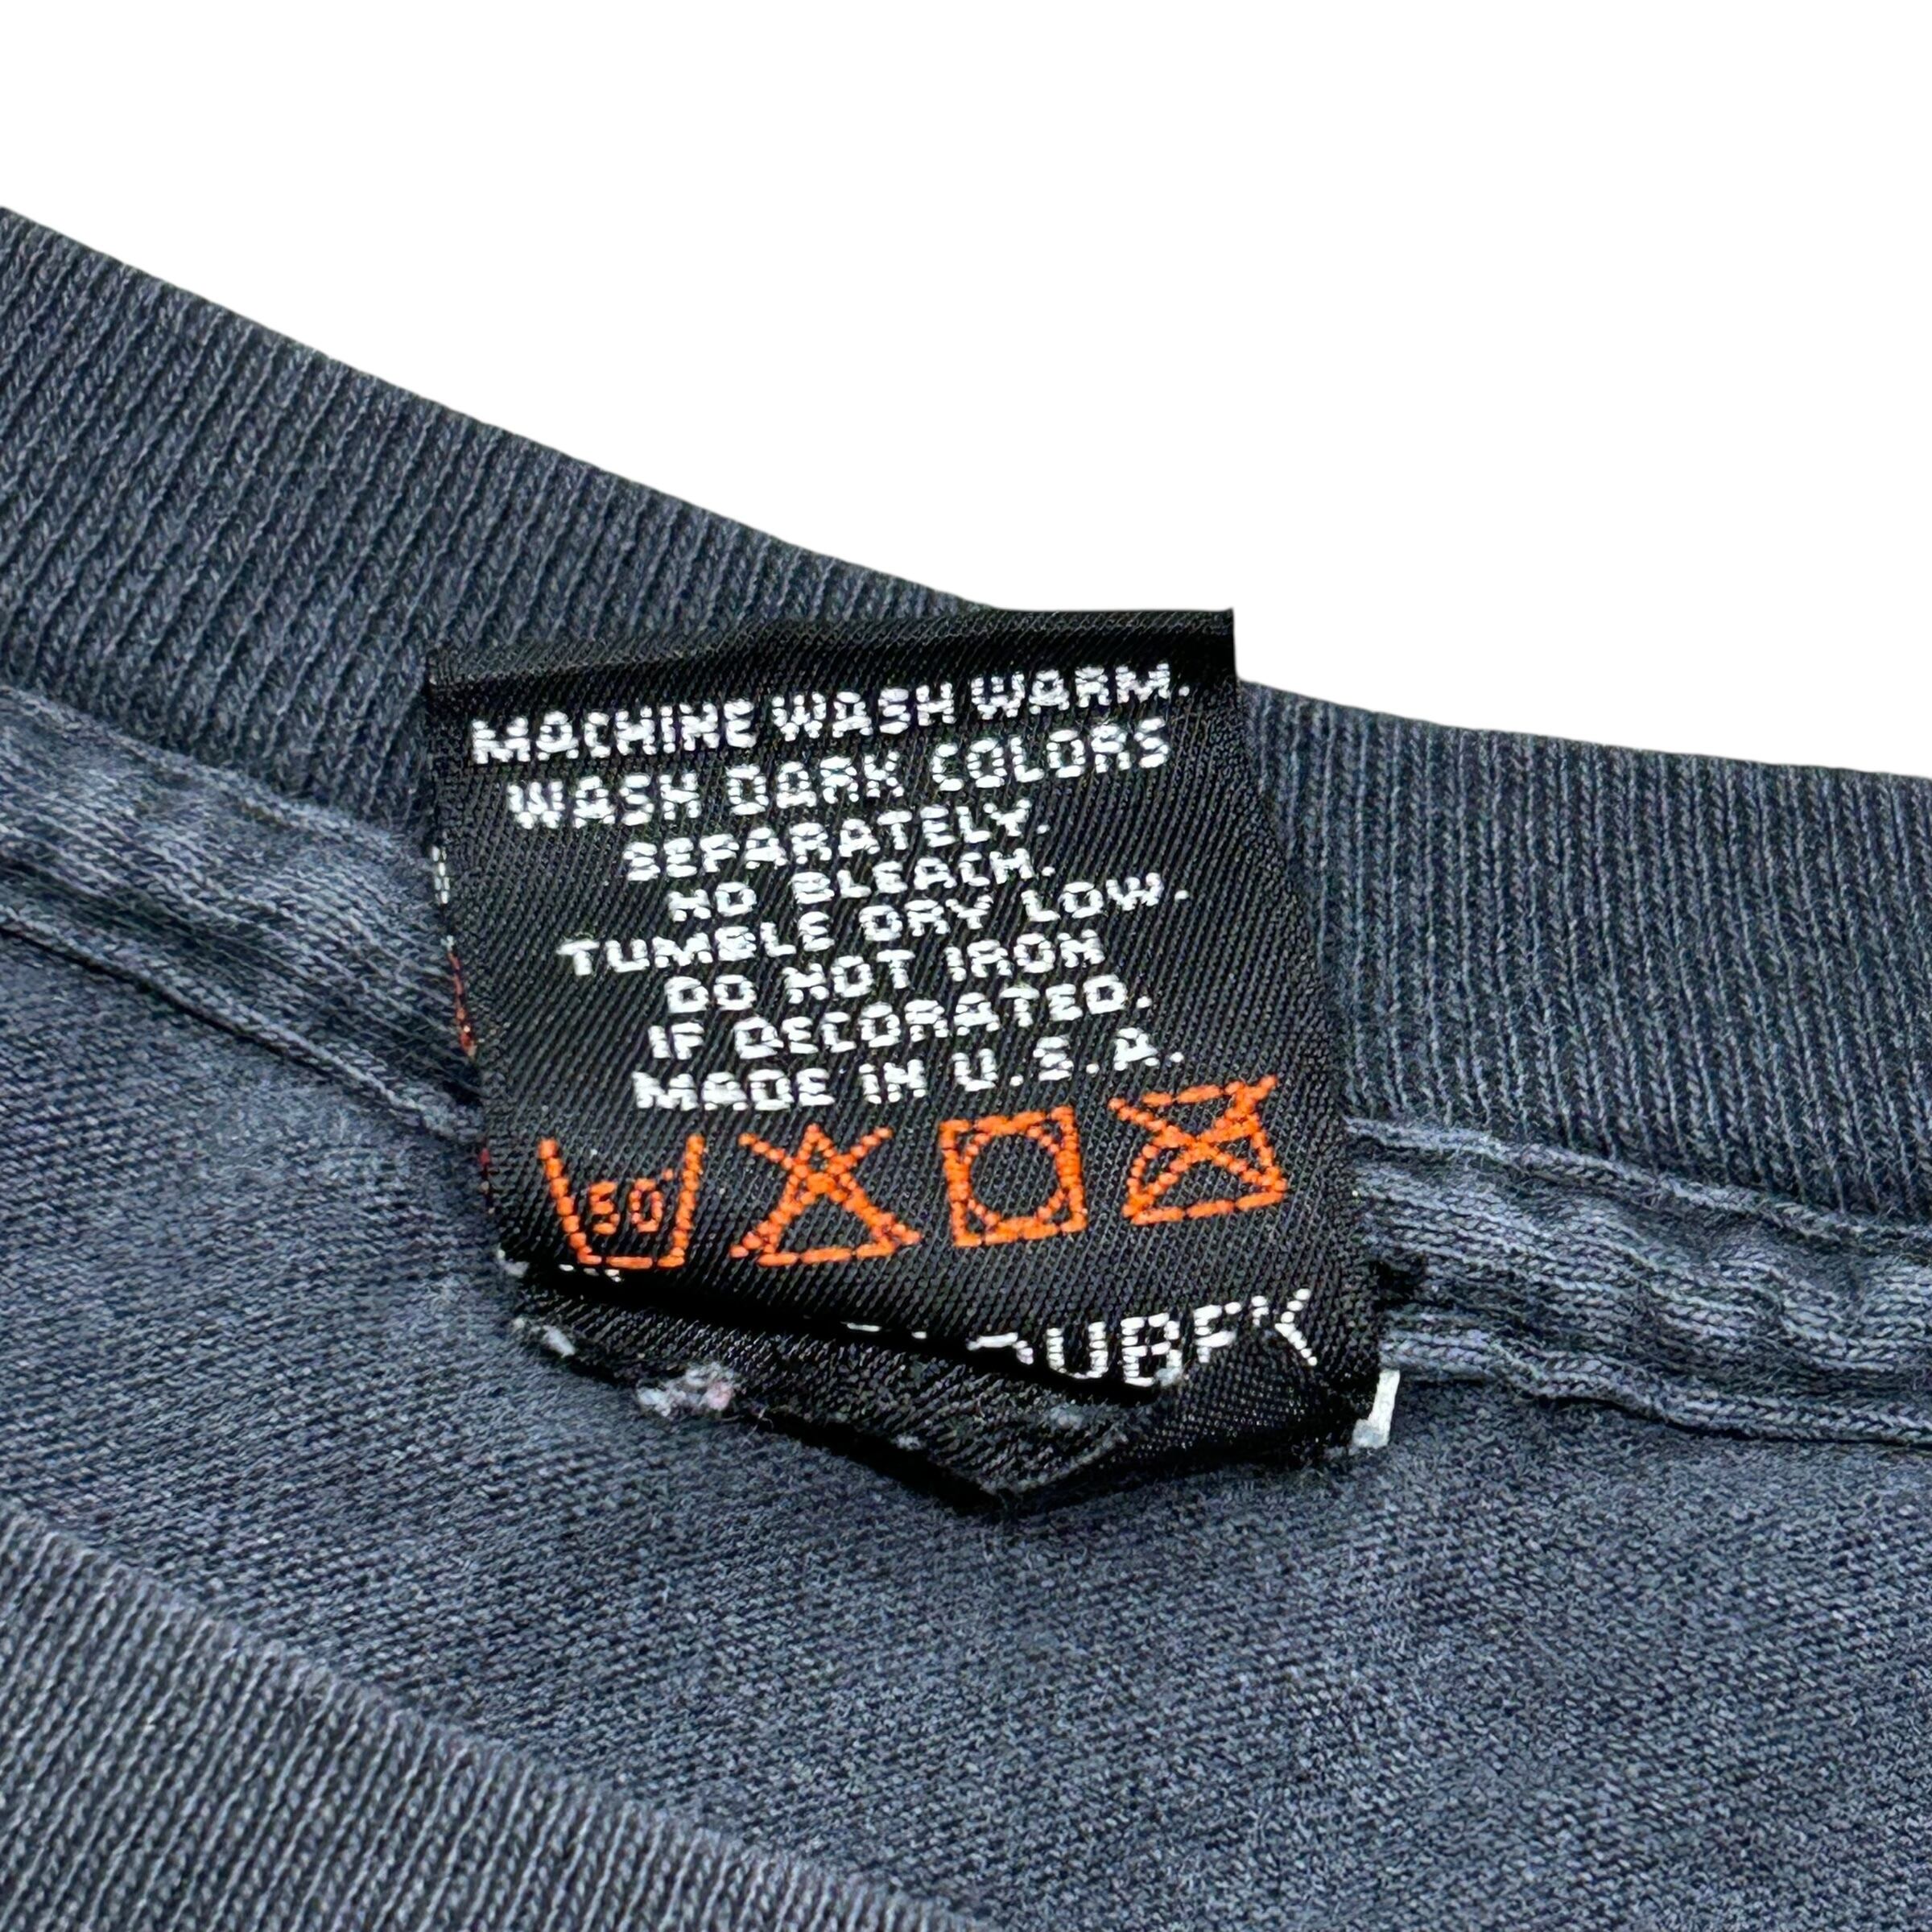 MACHINE WASH WARM.
WASH DARK COLORS
SEPARATELY.
NO BLEACH.
TUMBLE DRY LOW.
DO NOT IRON
IF DECORATED.
MADE IN U.S.A.
50°